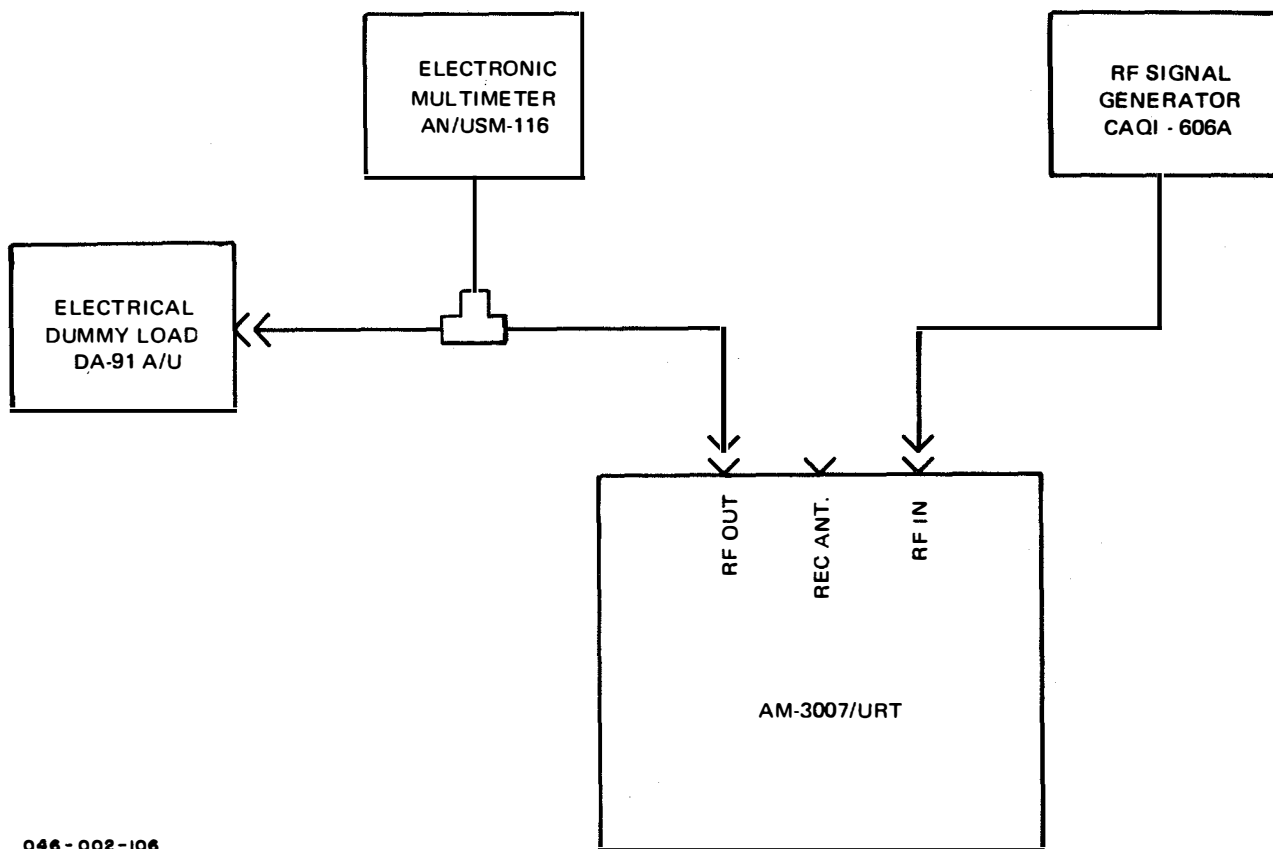 ELECTRONIC
MULTIMETER
AN/USM-116
RF SIGNAL
GENERATOR
CAQI - 606A
ELECTRICAL
DUMMY LOAD
DA-91 A/U
RF OUT
REC ANT.
RF IN
AM-3007/URT
046-002-106